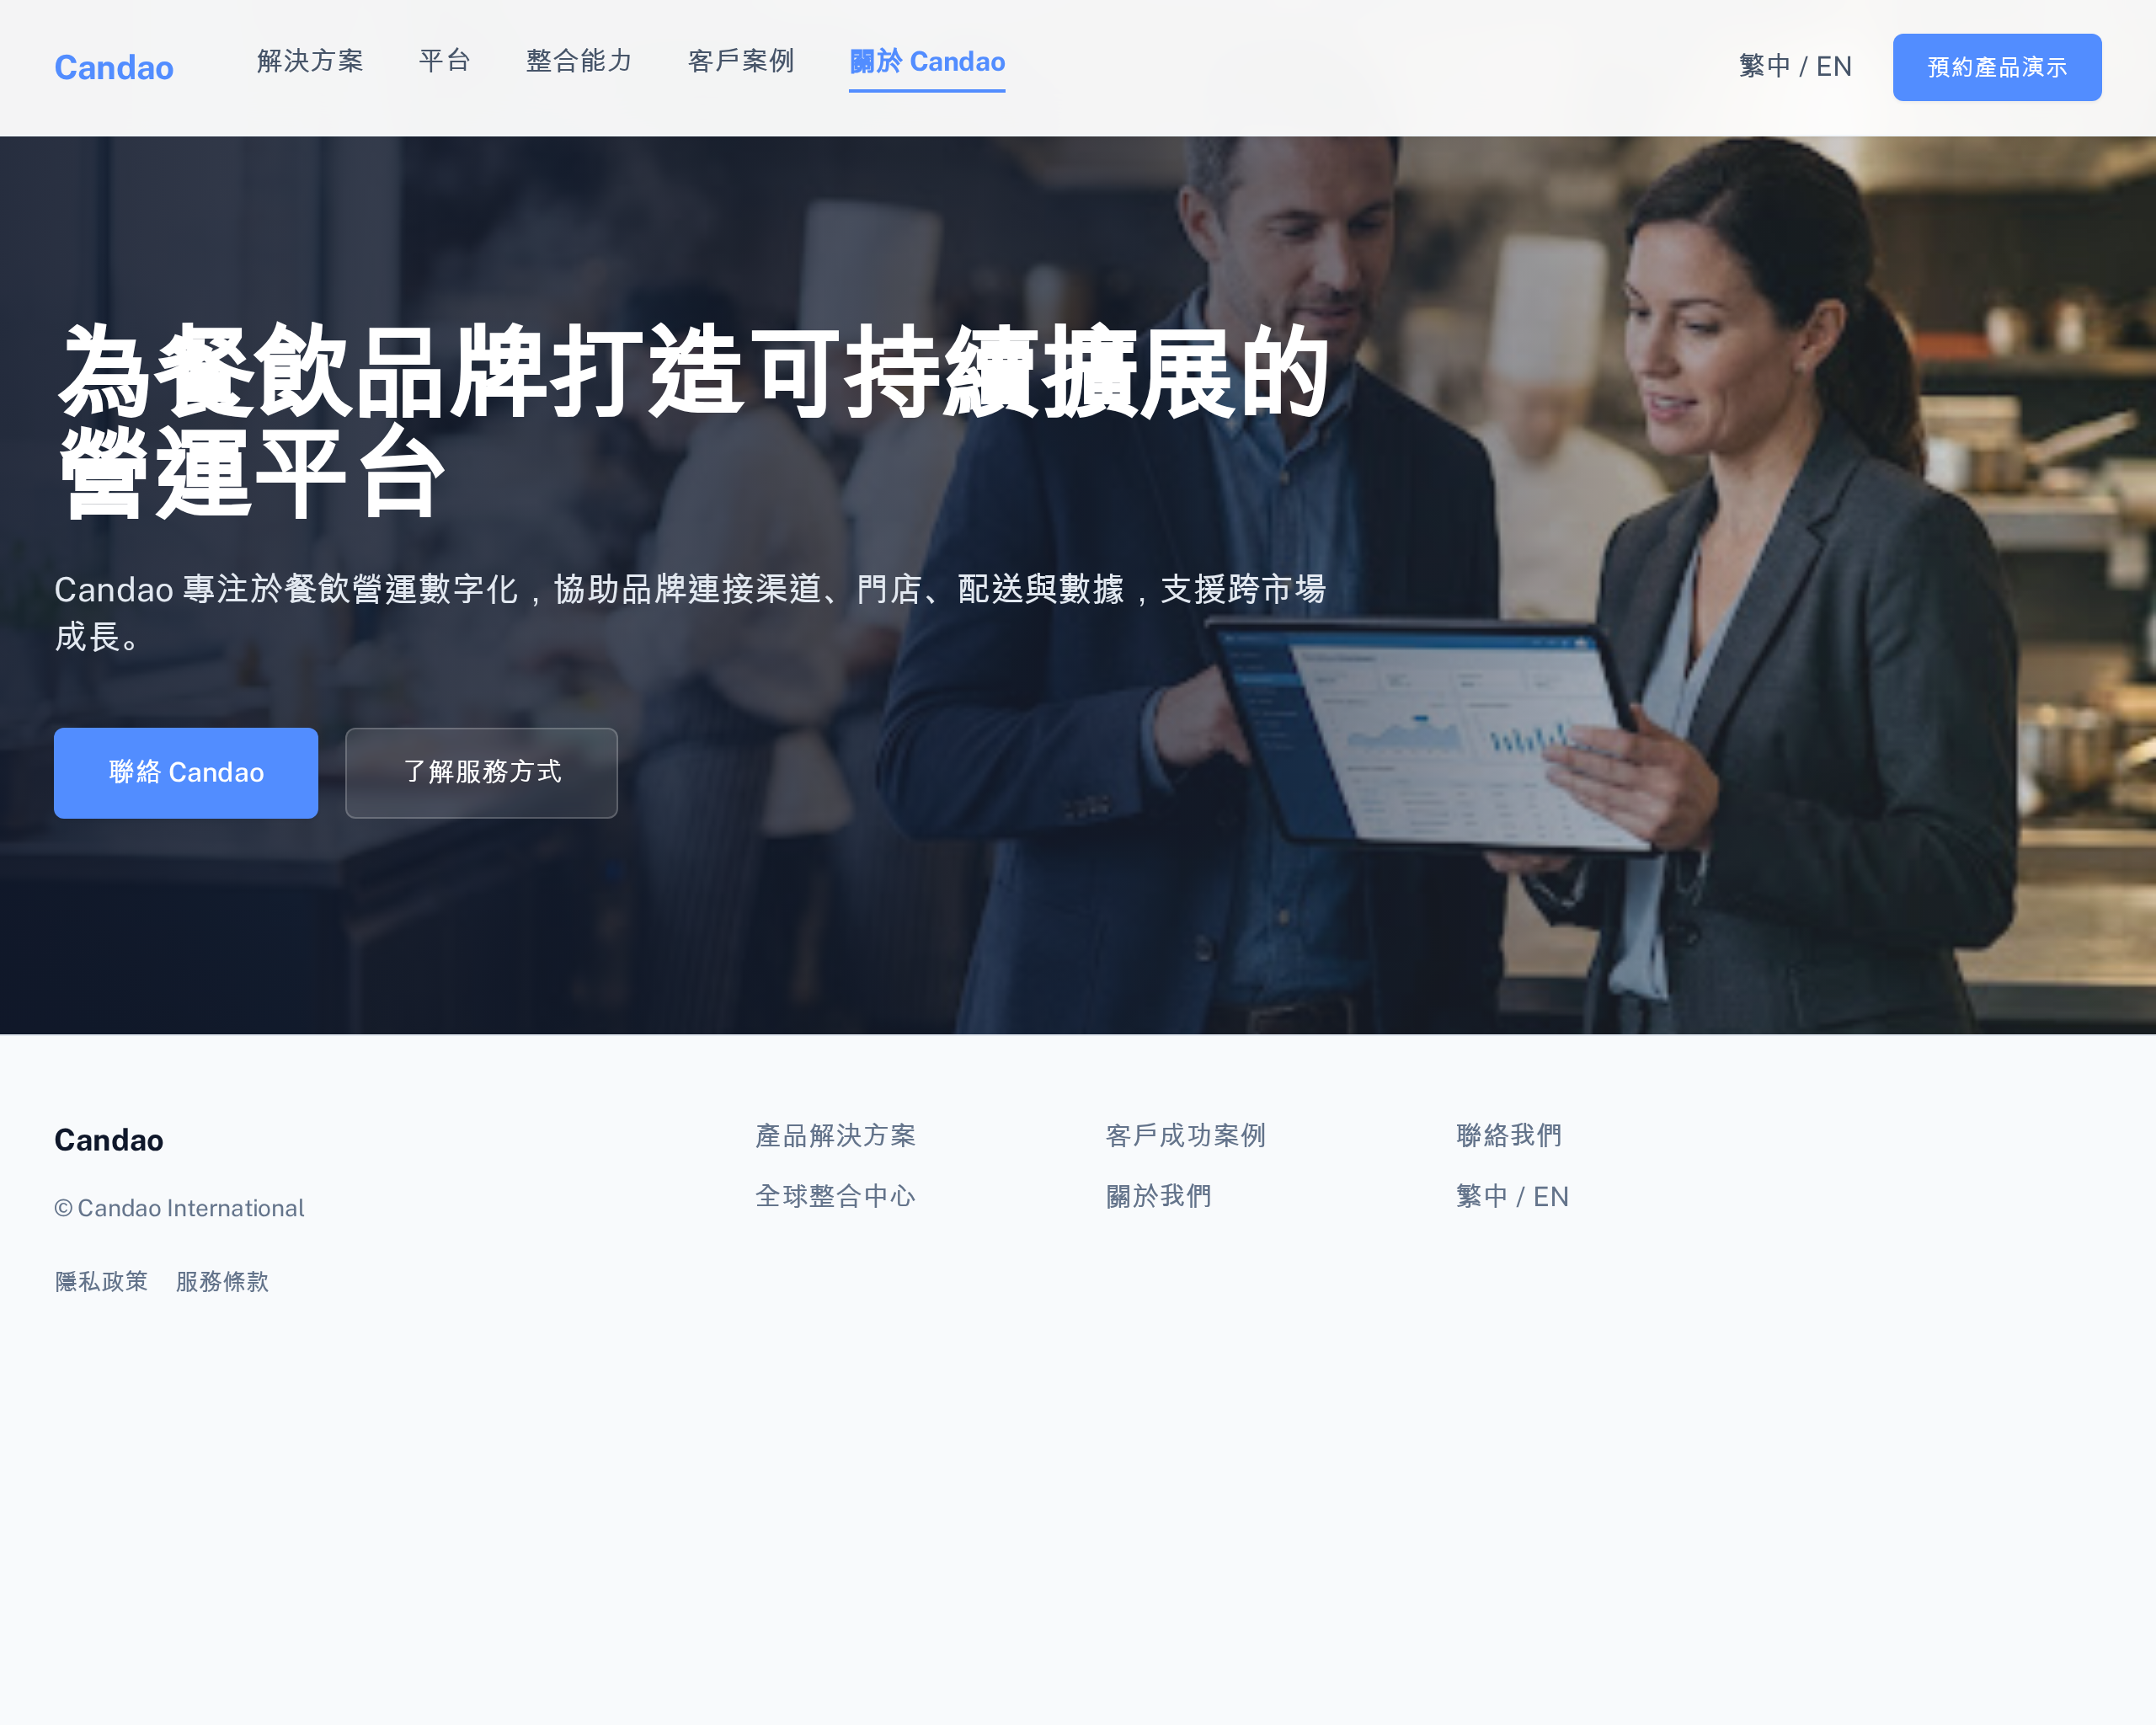 Candao
解決方案
平台
整合能力
客戶案例
關於 Candao
繁中 / EN
預約產品演示
為餐飲品牌打造可持續擴展的
營運平台
Candao 專注於餐飲營運數字化，協助品牌連接渠道、門店、配送與數據，支援跨市場
成長。
聯絡 Candao
了解服務方式
Candao
© Candao International
隱私政策 服務條款
產品解決方案
全球整合中心
客戶成功案例
關於我們
聯絡我們
繁中 / EN